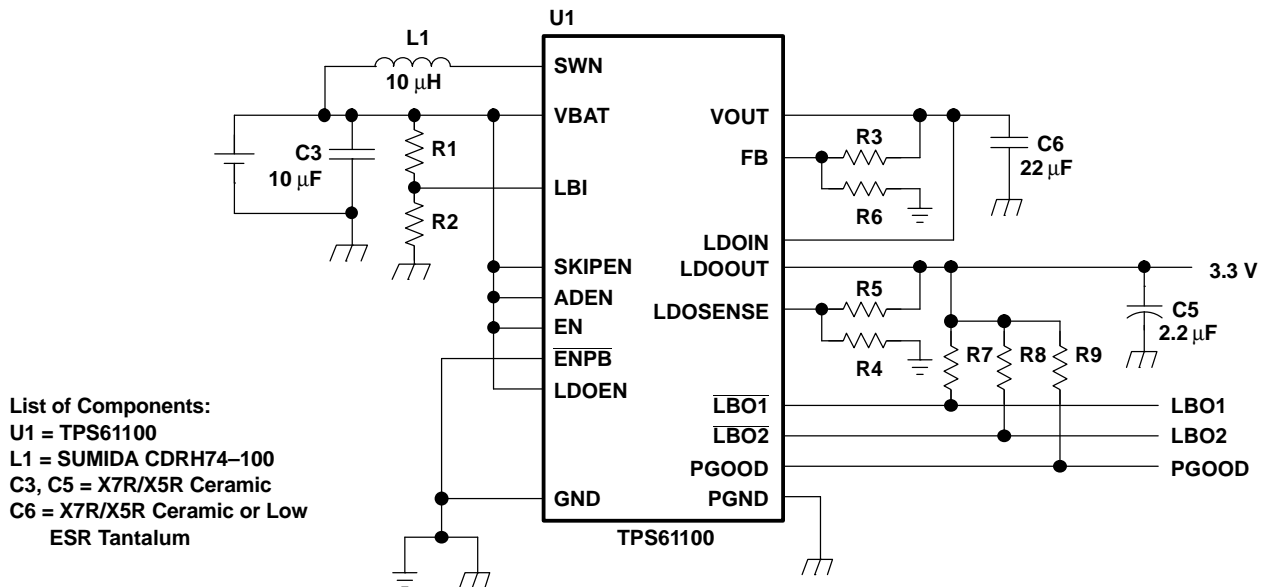 U1
L1
10 μH
SWN
VBAT
VOUT
R3
C6
22 μF
C3
10 μF
R1
FB
LBI
R6
R2
LDOIN
SKIPEN
LDOOUT
3.3 V
ADEN
R5
C5
2.2 μF
LDOSENSE
EN
R4
R7
R8
R9
ENPB
LDOEN
LBO1
LBO1
LBO2
LBO2
PGOOD
PGOOD
GND
PGND
TPS61100
List of Components:
U1 = TPS61100
L1 = SUMIDA CDRH74–100
C3, C5 = X7R/X5R Ceramic
C6 = X7R/X5R Ceramic or Low
ESR Tantalum